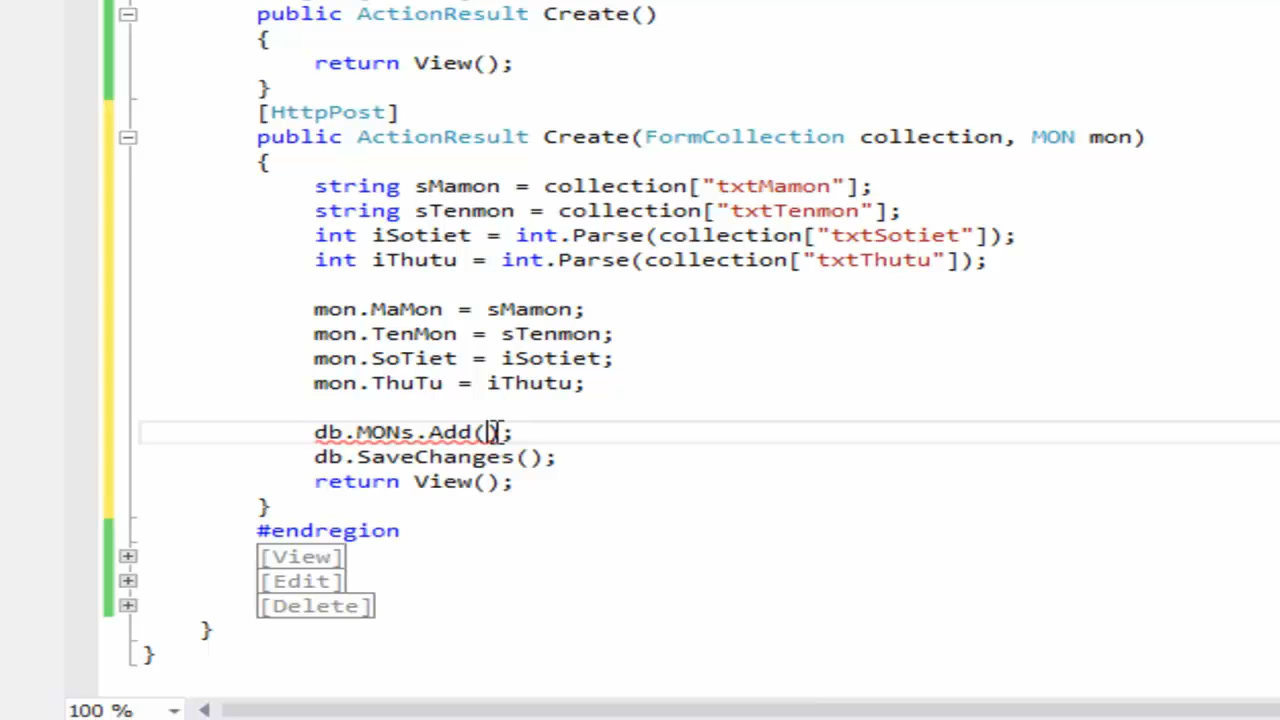 public ActionResult Create()
{
return View();
}
[HttpPost]
public ActionResult Create(FormCollection collection, MON mon)
{
string sMamon = collection["txtMamon"];
string sTenmon = collection["txtTenmon"];
int iSotiet = int.Parse(collection["txtSotiet"]);
int iThutu = int.Parse(collection["txtThutu"]);
mon.MaMon = sMamon;
mon.TenMon = sTenmon;
mon.SoTiet = iSotiet;
mon.ThuTu = iThutu;
db.MONs.Add();
db.SaveChanges();
return View();
}
#endregion
[View]
[Edit]
[Delete]
}
}
100 %